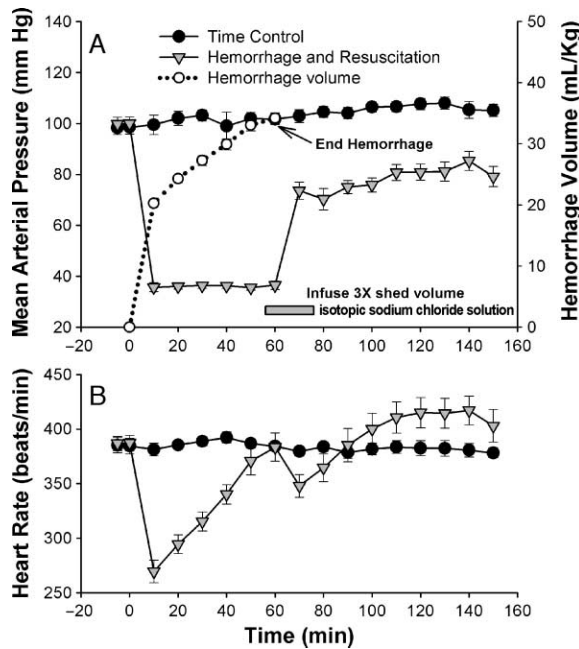 A
Time Control
Hemorrhage and Resuscitation
Hemorrhage volume
End Hemorrhage
Infuse 3X shed volume
isotopic sodium chloride solution
Mean Arterial Pressure (mm Hg)
140
120
100
80
60
40
20
Hemorrhage Volume (mL/Kg)
50
40
30
20
10
0
−20 0 20 40 60 80 100 120 140 160
B
Heart Rate (beats/min)
450
400
350
300
250
−20 0 20 40 60 80 100 120 140 160
Time (min)